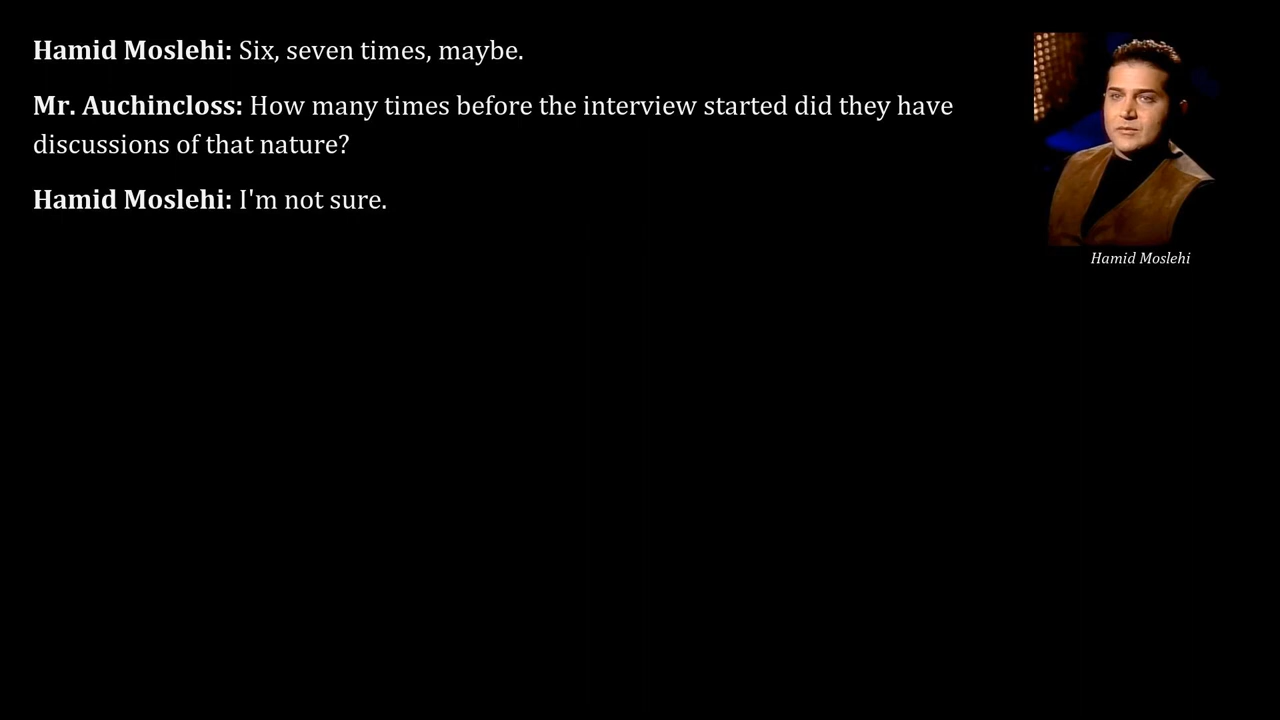 Hamid Moslehi: Six, seven times, maybe.
Mr. Auchincloss: How many times before the interview started did they have
discussions of that nature?
Hamid Moslehi: I'm not sure.
Hamid Moslehi